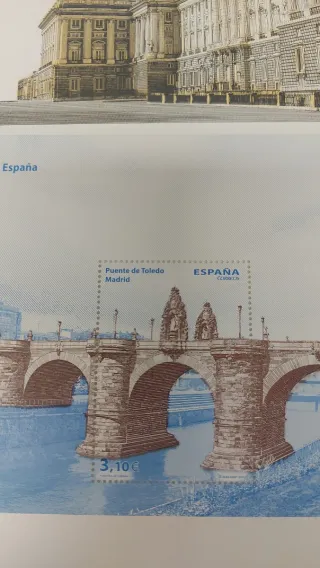 España
Puente de Toledo
Madrid
ESPAÑA
CORREOS
3,10€